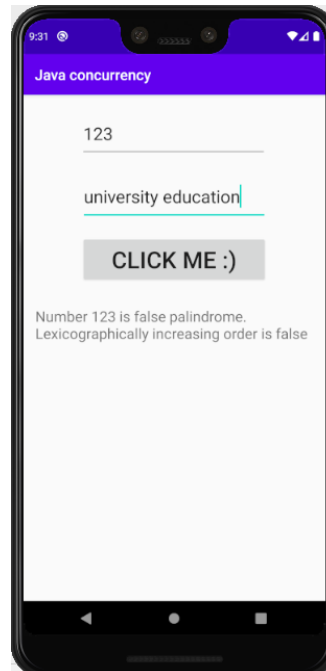 9:31
Java concurrency
123
university education
CLICK ME :)
Number 123 is false palindrome.
Lexicographically increasing order is false